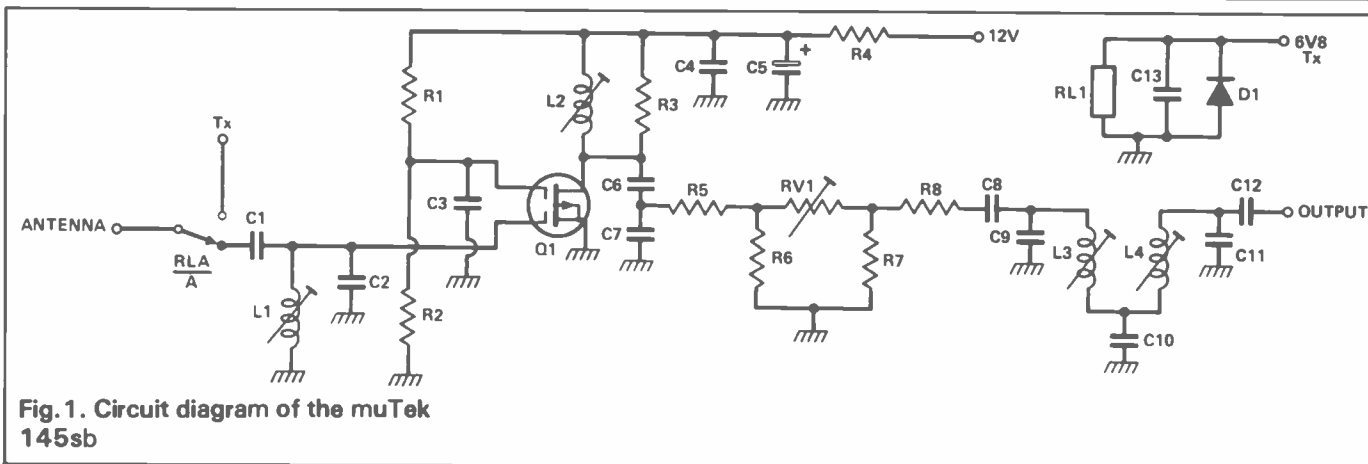 12V
R4
C4
C5
+
R1
L2
R3
RL1
C13
D1
6V8
Tx
Tx
C3
Q1
C6
C7
R5
RV1
R8
C8
C9
C12
OUTPUT
C11
L3
L4
ANTENNA
C1
RLA
A
L1
C2
R2
R6
R7
C10
Fig. 1. Circuit diagram of the muTek
145sb